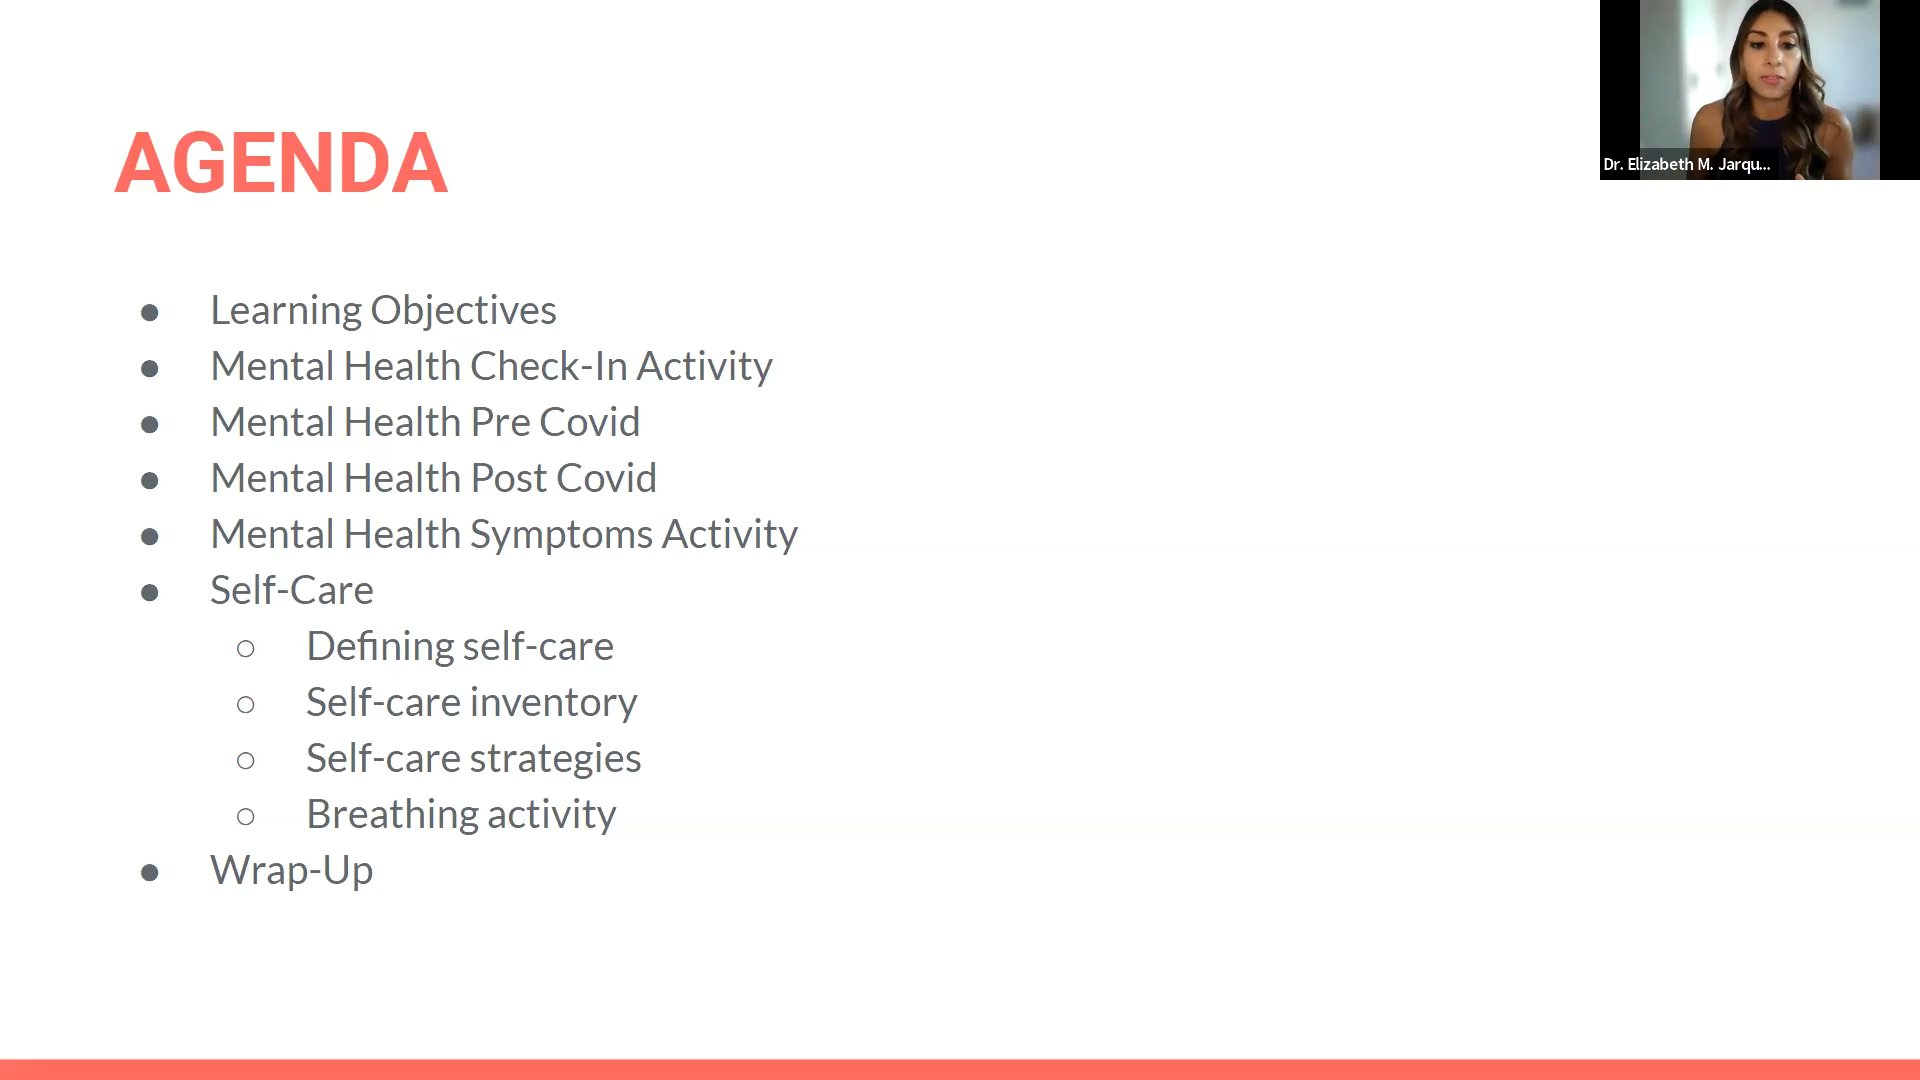 AGENDA
Dr. Elizabeth M. Jarqu...
● Learning Objectives
● Mental Health Check-In Activity
● Mental Health Pre Covid
● Mental Health Post Covid
● Mental Health Symptoms Activity
● Self-Care
○ Defining self-care
○ Self-care inventory
○ Self-care strategies
○ Breathing activity
● Wrap-Up